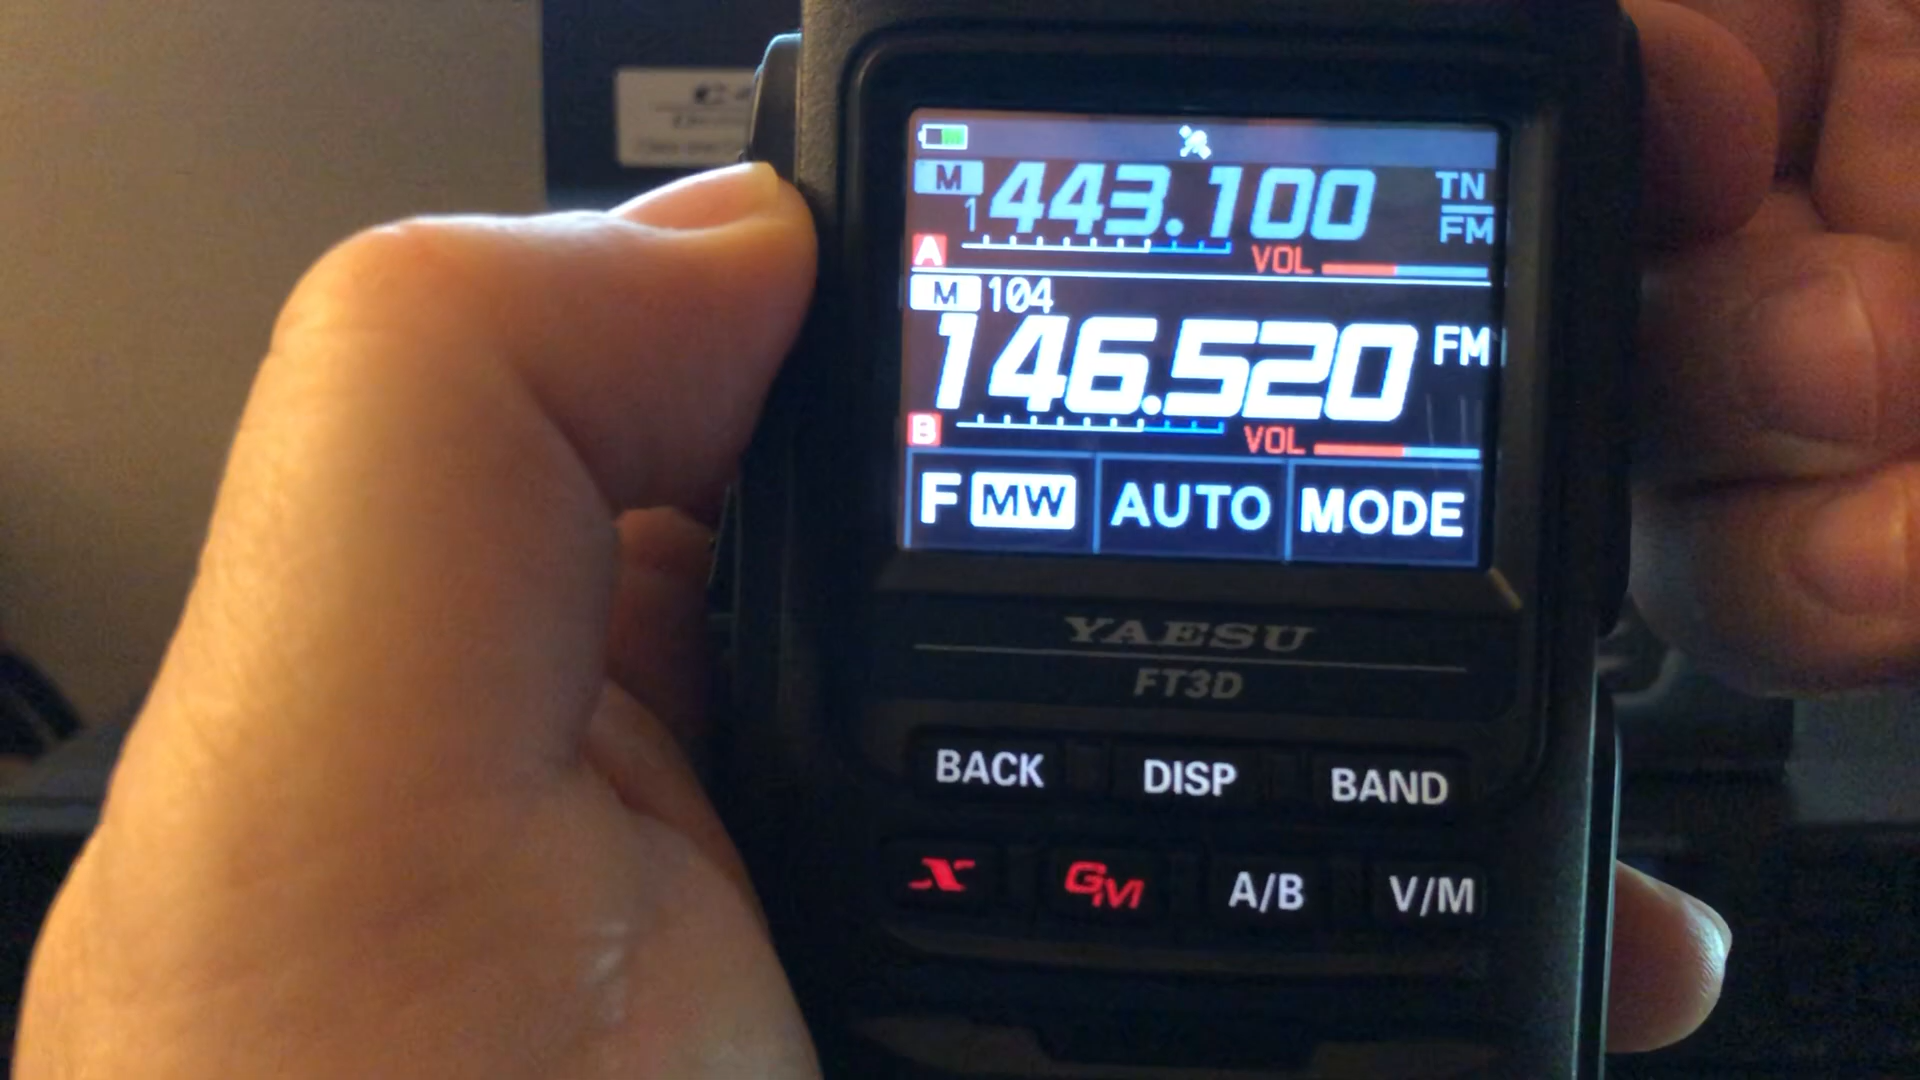 M 443.100 TN
1 FM
A VOL
M 104
146.520 FM
B VOL
F MW AUTO MODE
YAESU
FT3D
BACK DISP BAND
X GM A/B V/M